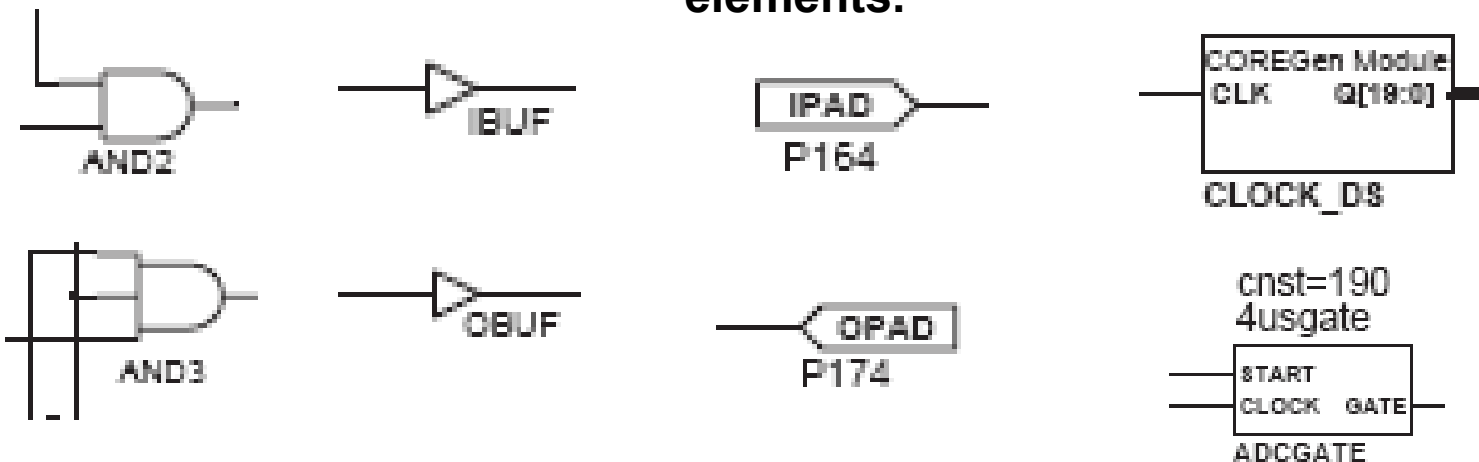 elements.
AND2
IBUF
IPAD
P164
COREGen Module
CLK Q[19:0]
CLOCK_DS
AND3
OBUF
OPAD
P174
cnst=190
4usgate
START
CLOCK GATE
ADCGATE